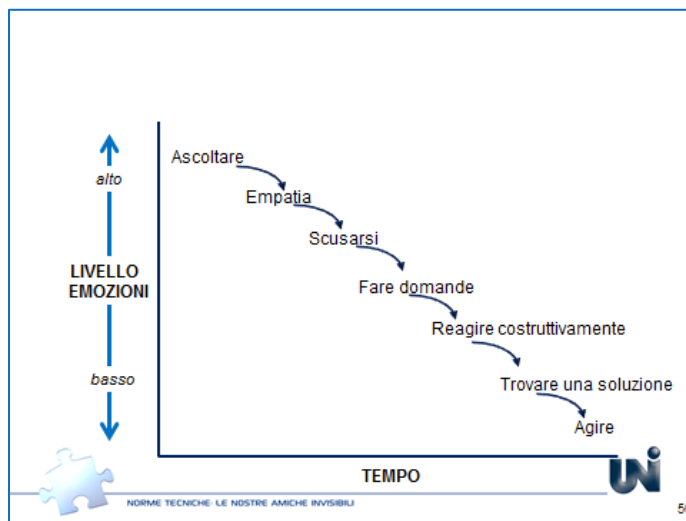 Ascoltare
alto
Empatia
Scusarsi
LIVELLO
EMOZIONI
Fare domande
Reagire costruttivamente
basso
Trovare una soluzione
Agire
TEMPO
UNI
NORME TECNICHE: LE NOSTRE AMICHE INVISIBILI